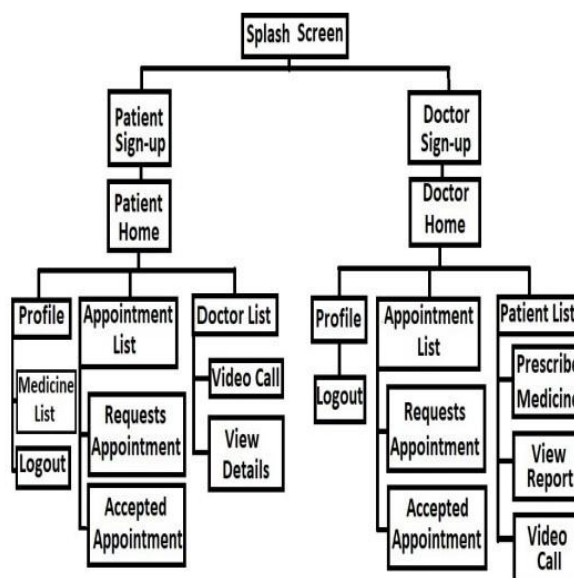 Splash Screen
Patient
Sign-up
Doctor
Sign-up
Patient
Home
Doctor
Home
Profile
Appointment
List
Doctor List
Medicine
List
Logout
Requests
Appointment
Accepted
Appointment
Video Call
View
Details
Profile
Appointment
List
Patient List
Logout
Requests
Appointment
Accepted
Appointment
Prescribe
Medicine
View
Report
Video
Call